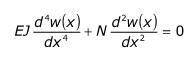 EJ d⁴w(x)/dx⁴ + N d²w(x)/dx² = 0